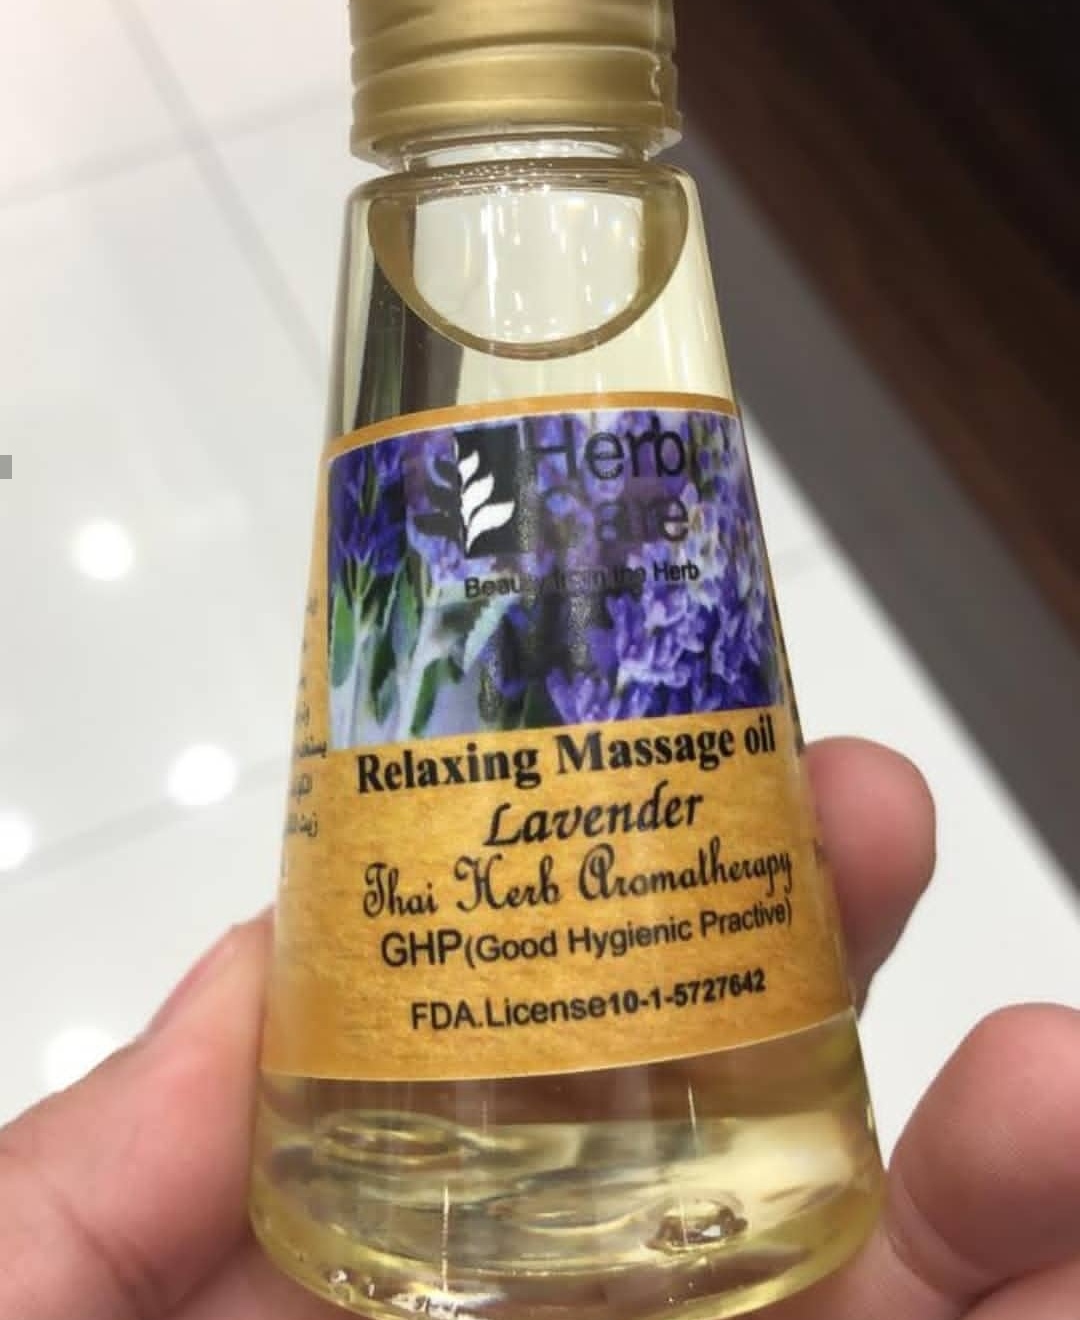 Herb
Care
Beauty from the Herb
Relaxing Massage oil
Lavender
Thai Herb Aromatherapy
GHP(Good Hygienic Practive)
FDA.License10-1-5727642